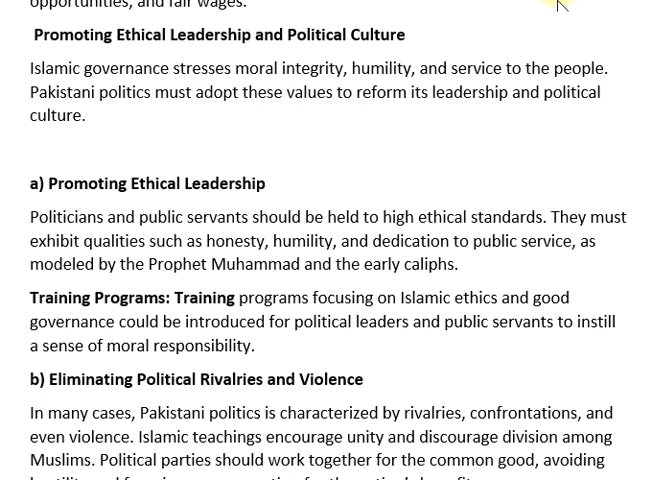 opportunities, and fair wages.
Promoting Ethical Leadership and Political Culture
Islamic governance stresses moral integrity, humility, and service to the people.
Pakistani politics must adopt these values to reform its leadership and political
culture.
a) Promoting Ethical Leadership
Politicians and public servants should be held to high ethical standards. They must
exhibit qualities such as honesty, humility, and dedication to public service, as
modeled by the Prophet Muhammad and the early caliphs.
Training Programs: Training programs focusing on Islamic ethics and good
governance could be introduced for political leaders and public servants to instill
a sense of moral responsibility.
b) Eliminating Political Rivalries and Violence
In many cases, Pakistani politics is characterized by rivalries, confrontations, and
even violence. Islamic teachings encourage unity and discourage division among
Muslims. Political parties should work together for the common good, avoiding